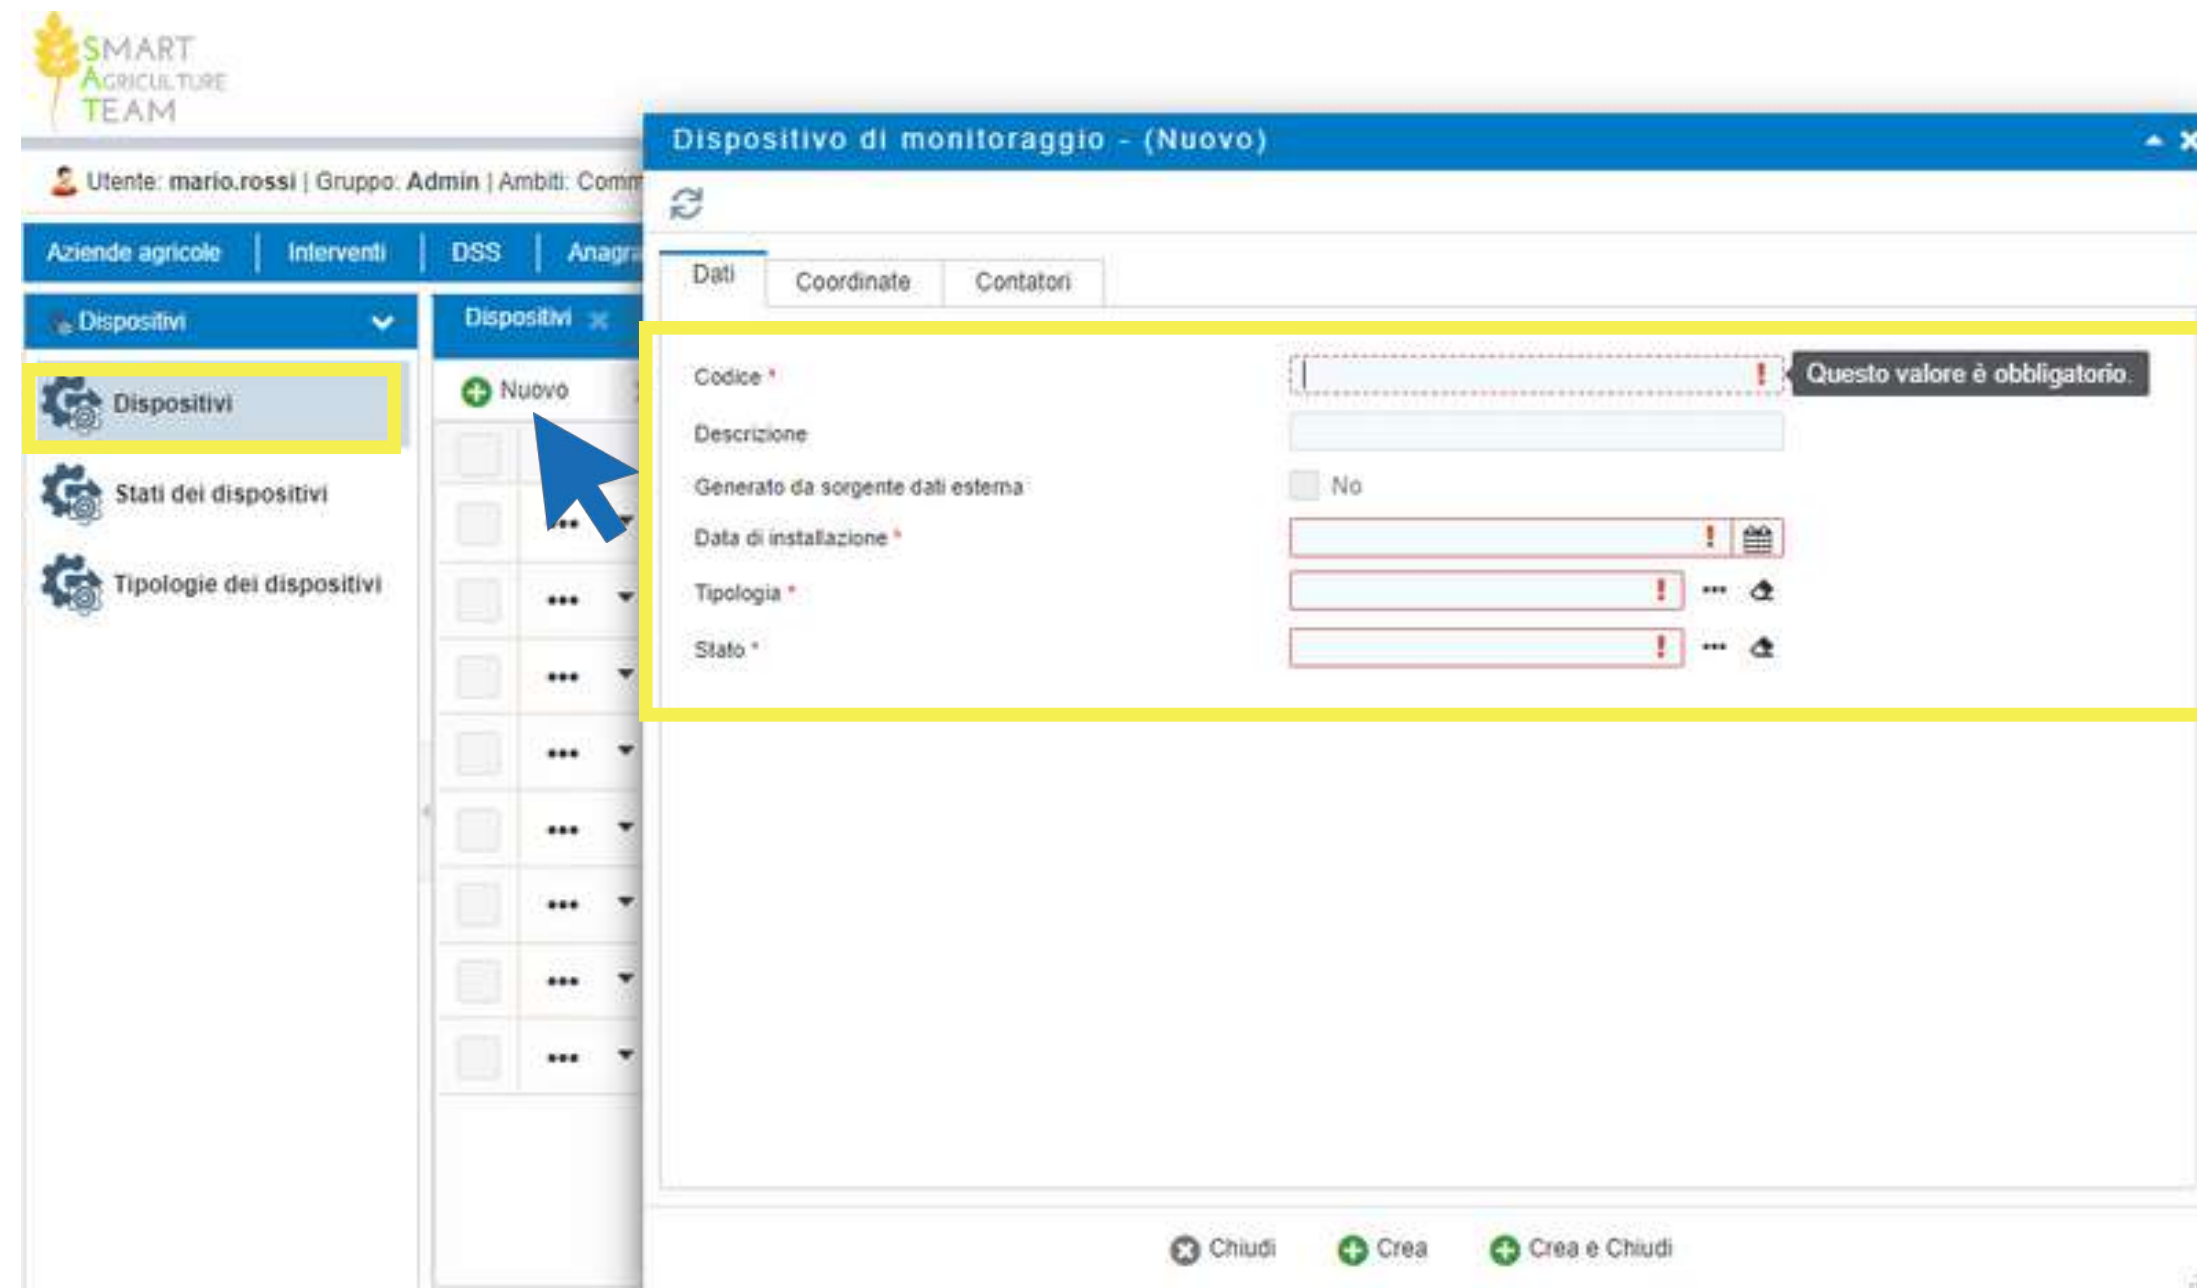 SMART
AGRICULTURE
TEAM
Dispositivo di monitoraggio - (Nuovo)
Utente: mario.rossi | Gruppo: Admin | Ambiti: Comm
Aziende agricole | Interventi | DSS | Anagra
Dati
Coordinate
Contatori
Dispositivi
Dispositivi
Nuovo
Dispositivi
Stati dei dispositivi
Tipologie dei dispositivi
Codice *
! Questo valore è obbligatorio.
Descrizione
Generato da sorgente dati esterna
No
Data di installazione *
!
Tipologia *
! •••
Stato *
! •••
Chiudi
Crea
Crea e Chiudi